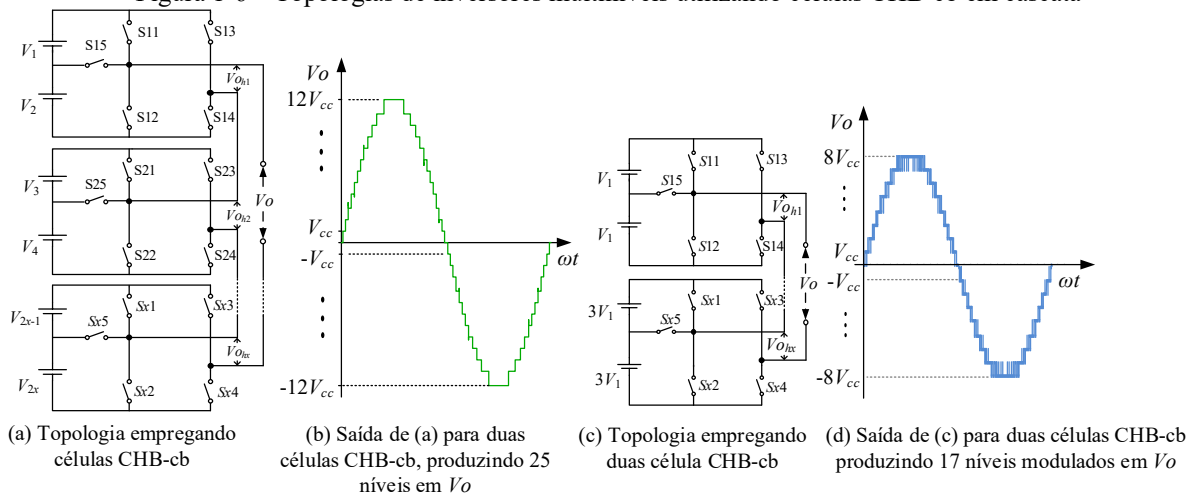 Figura 3-6 – Topologias de inversores multiníveis utilizando células CHB-cb em cascata
V1
V2
S15
S11
S13
S12
S14
Voh1
V3
V4
S25
S21
S23
S22
S24
Voh2
Vo
V2x-1
V2x
Sx5
Sx1
Sx3
Sx2
Sx4
Vohx
(a) Topologia empregando
células CHB-cb
Vo
12Vcc
Vcc
-Vcc
-12Vcc
ωt
(b) Saída de (a) para duas
células CHB-cb, produzindo 25
níveis em Vo
V1
V1
S15
S11
S13
S12
S14
Voh1
Vo
3V1
3V1
Sx5
Sx1
Sx3
Sx2
Sx4
Vohx
(c) Topologia empregando
duas célula CHB-cb
Vo
8Vcc
Vcc
-Vcc
-8Vcc
ωt
(d) Saída de (c) para duas células CHB-cb
produzindo 17 níveis modulados em Vo